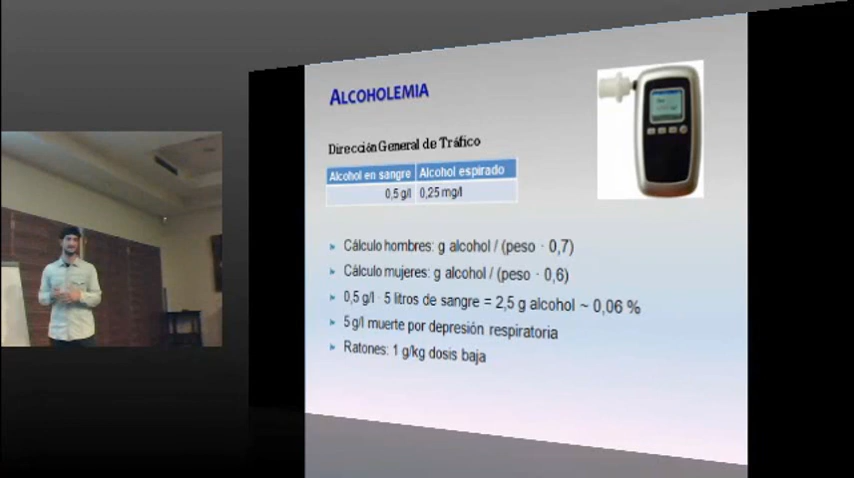 ALCOHOLEMIA
Dirección General de Tráfico
Alcohol en sangre Alcohol espirado
0,5 g/l 0,25 mg/l
Cálculo hombres: g alcohol / (peso · 0,7)
Cálculo mujeres: g alcohol / (peso · 0,6)
0,5 g/l · 5 litros de sangre = 2,5 g alcohol ~ 0,06 %
5 g/l muerte por depresión respiratoria
Ratones: 1 g/kg dosis baja